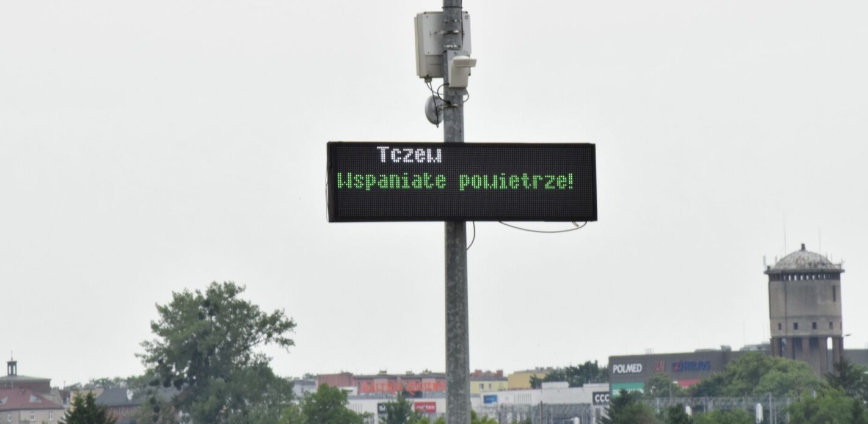 Tczew
Wspaniałe powietrze!
POLMED
CCC